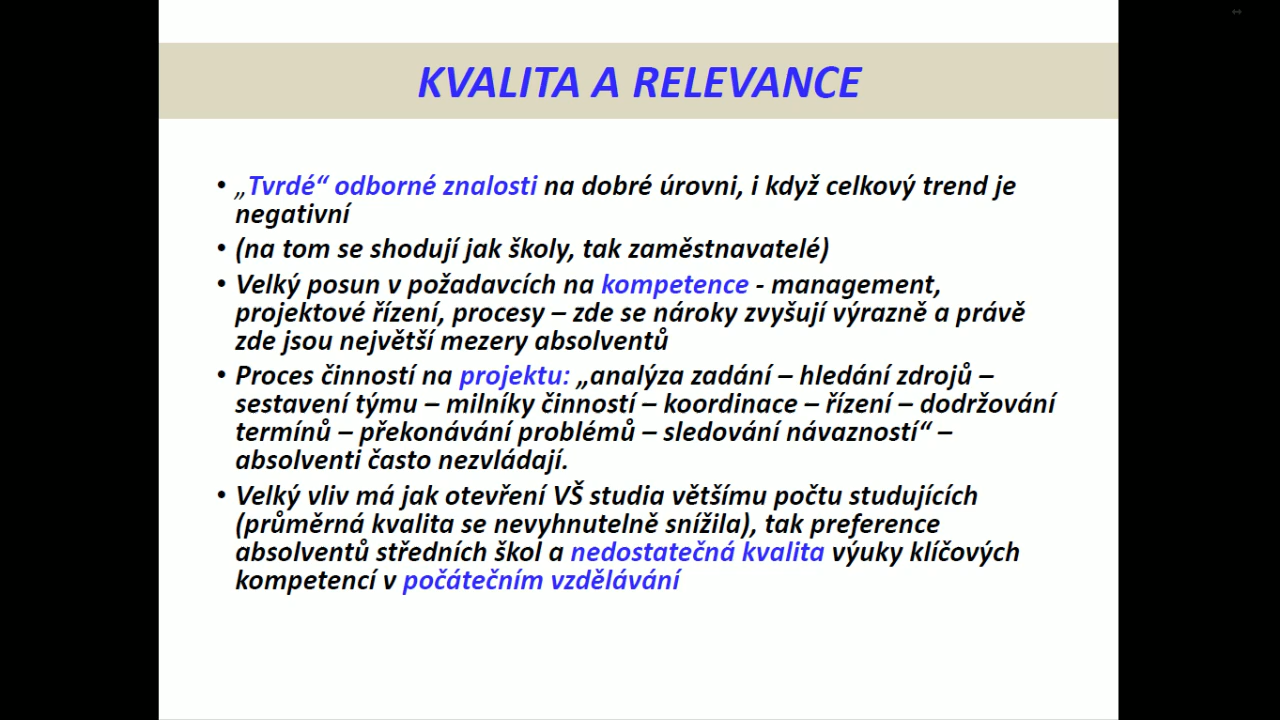 KVALITA A RELEVANCE
• „Tvrdé“ odborné znalosti na dobré úrovni, i když celkový trend je
negativní
• (na tom se shodují jak školy, tak zaměstnavatelé)
• Velký posun v požadavcích na kompetence - management,
projektové řízení, procesy – zde se nároky zvyšují výrazně a právě
zde jsou největší mezery absolventů
• Proces činností na projektu: „analýza zadání – hledání zdrojů –
sestavení týmu – milníky činností – koordinace – řízení – dodržování
termínů – překonávání problémů – sledování návazností“ –
absolventi často nezvládají.
• Velký vliv má jak otevření VŠ studia většímu počtu studujících
(průměrná kvalita se nevyhnutelně snížila), tak preference
absolventů středních škol a nedostatečná kvalita výuky klíčových
kompetencí v počátečním vzdělávání